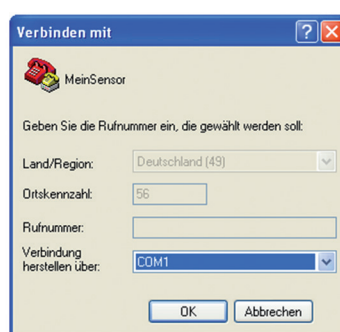 Verbinden mit
MeinSensor
Geben Sie die Rufnummer ein, die gewählt werden soll:
Land/Region: Deutschland (49)
Ortskennzahl: 56
Rufnummer:
Verbindung
herstellen über: COM1
OK Abbrechen